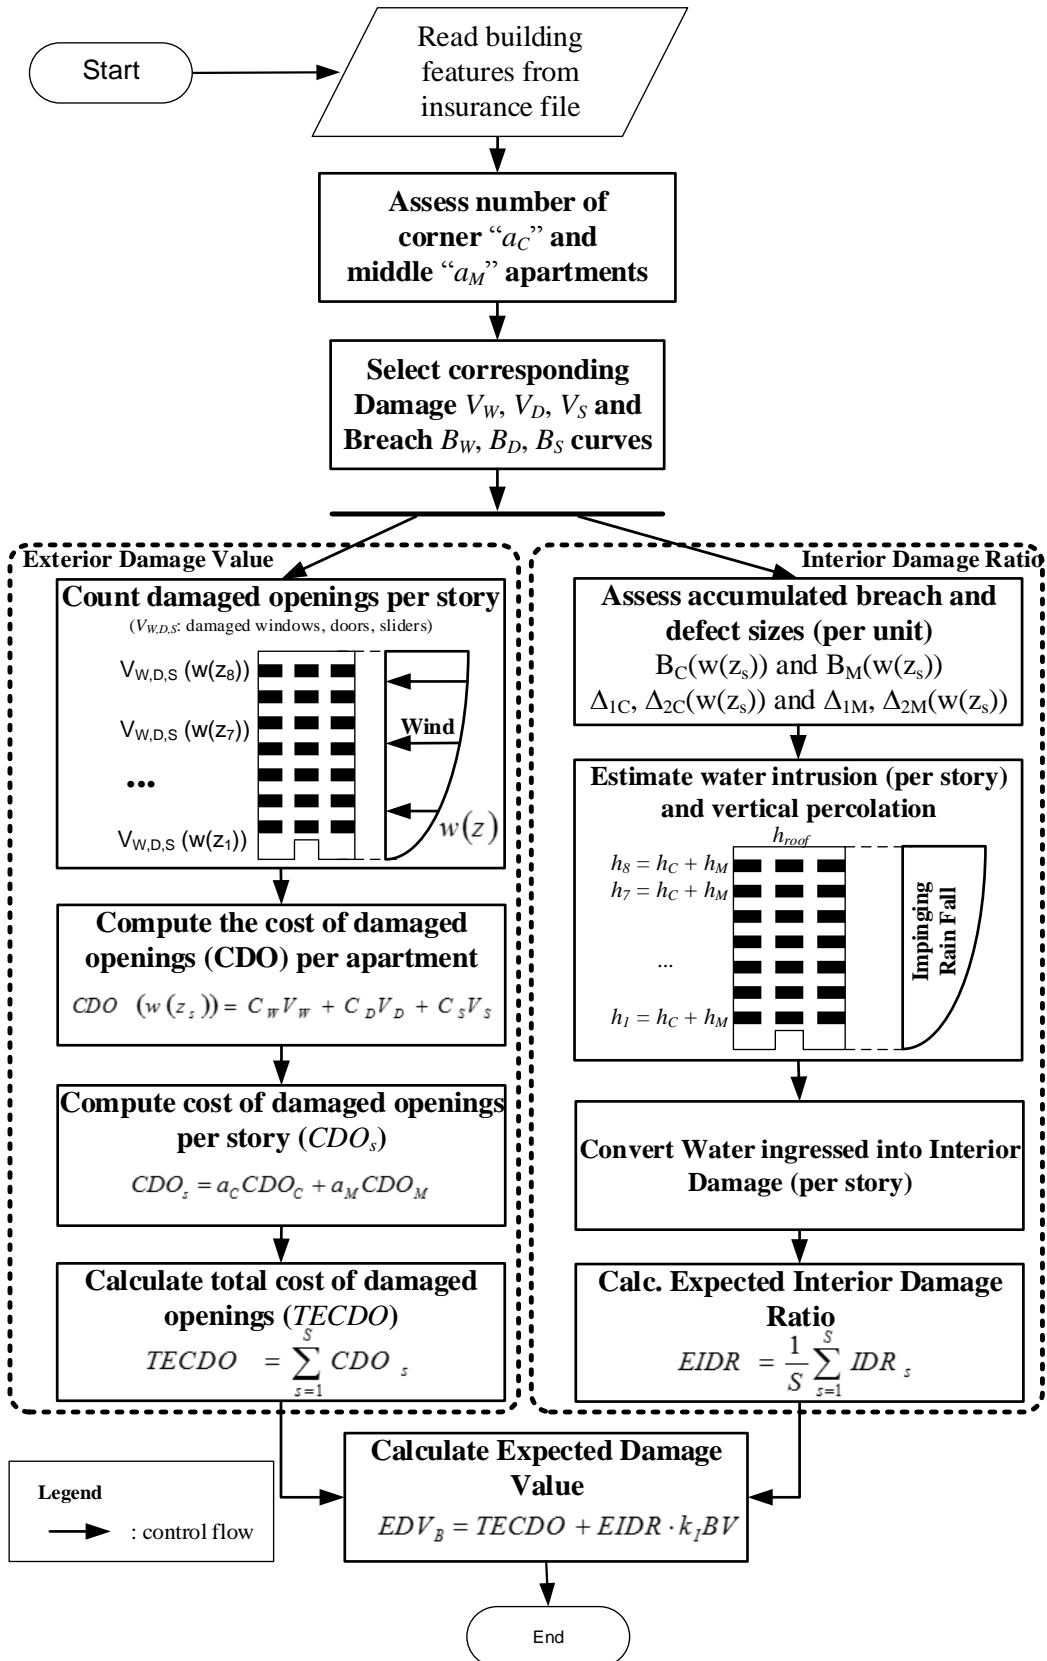 Start
Read building
features from
insurance file
Assess number of
corner “a_C” and
middle “a_M” apartments
Select corresponding
Damage V_W, V_D, V_S and
Breach B_W, B_D, B_S curves
Exterior Damage Value
Count damaged openings per story
(V_W,D,S: damaged windows, doors, sliders)
V_W,D,S (w(z_8))
V_W,D,S (w(z_7))
...
V_W,D,S (w(z_1))
Wind
w(z)
Compute the cost of damaged
openings (CDO) per apartment
CDO (w(z_s)) = C_W V_W + C_D V_D + C_S V_S
Compute cost of damaged openings
per story (CDO_s)
CDO_s = a_C CDO_C + a_M CDO_M
Calculate total cost of damaged
openings (TECDO)
TECDO = ∑_{s=1}^{S} CDO_s
Interior Damage Ratio
Assess accumulated breach and
defect sizes (per unit)
B_C(w(z_s)) and B_M(w(z_s))
Δ_1C, Δ_2C(w(z_s)) and Δ_1M, Δ_2M(w(z_s))
Estimate water intrusion (per story)
and vertical percolation
h_roof
h_8 = h_C + h_M
h_7 = h_C + h_M
...
h_1 = h_C + h_M
Impinging
Rain Fall
Convert Water ingressed into Interior
Damage (per story)
Calc. Expected Interior Damage
Ratio
EIDR = 1/S ∑_{s=1}^{S} IDR_s
Calculate Expected Damage
Value
EDV_B = TECDO + EIDR · k_I BV
Legend
: control flow
End